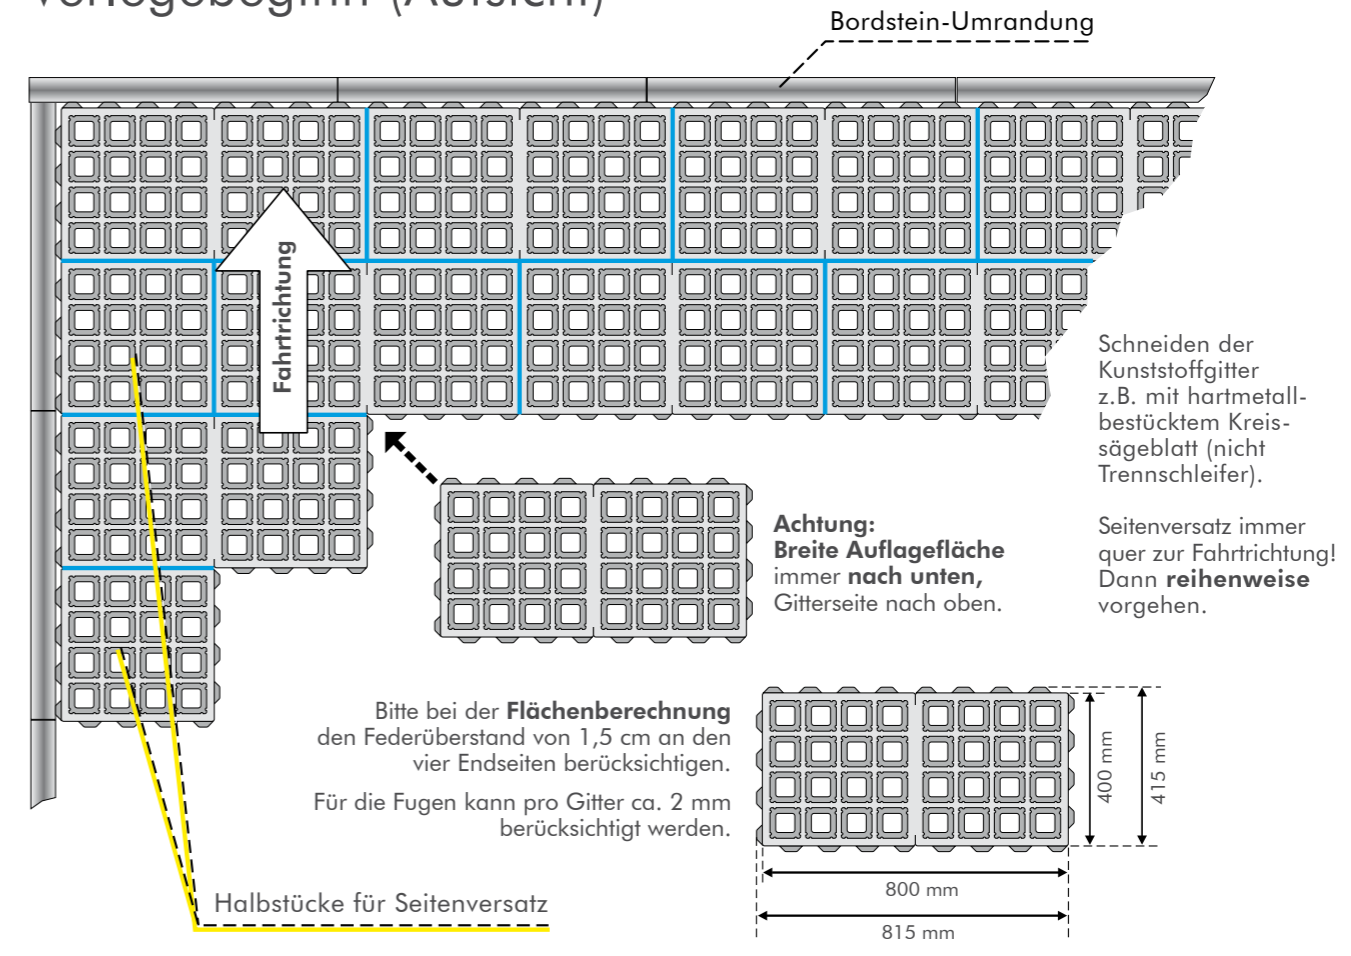 Verlegebeginn (Aufsicht)
Bordstein-Umrandung
Fahrtrichtung
Schneiden der
Kunststoffgitter
z.B. mit hartmetall-
bestücktem Kreis-
sägeblatt (nicht
Trennschleifer).
Achtung:
Breite Auflagefläche
immer nach unten,
Gitterseite nach oben.
Seitenversatz immer
quer zur Fahrtrichtung!
Dann reihenweise
vorgehen.
Bitte bei der Flächenberechnung
den Federüberstand von 1,5 cm an den
vier Endseiten berücksichtigen.
Für die Fugen kann pro Gitter ca. 2 mm
berücksichtigt werden.
400 mm
415 mm
800 mm
815 mm
Halbstücke für Seitenversatz